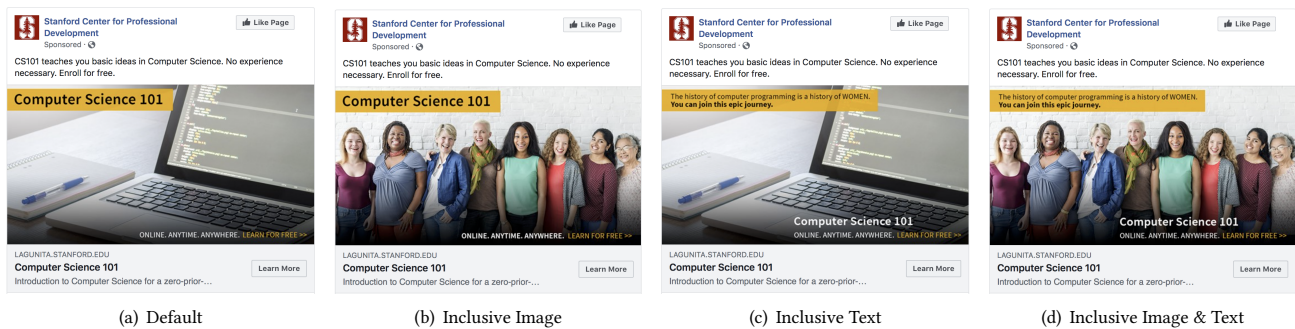 Stanford Center for Professional
Development
Like Page
Sponsored ·
CS101 teaches you basic ideas in Computer Science. No experience
necessary. Enroll for free.
Computer Science 101
ONLINE. ANYTIME. ANYWHERE. LEARN FOR FREE >>
LAGUNITA.STANFORD.EDU
Computer Science 101
Introduction to Computer Science for a zero-prior-...
Learn More
(a) Default
Stanford Center for Professional
Development
Like Page
Sponsored ·
CS101 teaches you basic ideas in Computer Science. No experience
necessary. Enroll for free.
Computer Science 101
ONLINE. ANYTIME. ANYWHERE. LEARN FOR FREE >>
LAGUNITA.STANFORD.EDU
Computer Science 101
Introduction to Computer Science for a zero-prior-...
Learn More
(b) Inclusive Image
Stanford Center for Professional
Development
Like Page
Sponsored ·
CS101 teaches you basic ideas in Computer Science. No experience
necessary. Enroll for free.
The history of computer programming is a history of WOMEN.
You can join this epic journey.
Computer Science 101
ONLINE. ANYTIME. ANYWHERE. LEARN FOR FREE >>
LAGUNITA.STANFORD.EDU
Computer Science 101
Introduction to Computer Science for a zero-prior-...
Learn More
(c) Inclusive Text
Stanford Center for Professional
Development
Like Page
Sponsored ·
CS101 teaches you basic ideas in Computer Science. No experience
necessary. Enroll for free.
The history of computer programming is a history of WOMEN.
You can join this epic journey.
Computer Science 101
ONLINE. ANYTIME. ANYWHERE. LEARN FOR FREE >>
LAGUNITA.STANFORD.EDU
Computer Science 101
Introduction to Computer Science for a zero-prior-...
Learn More
(d) Inclusive Image & Text